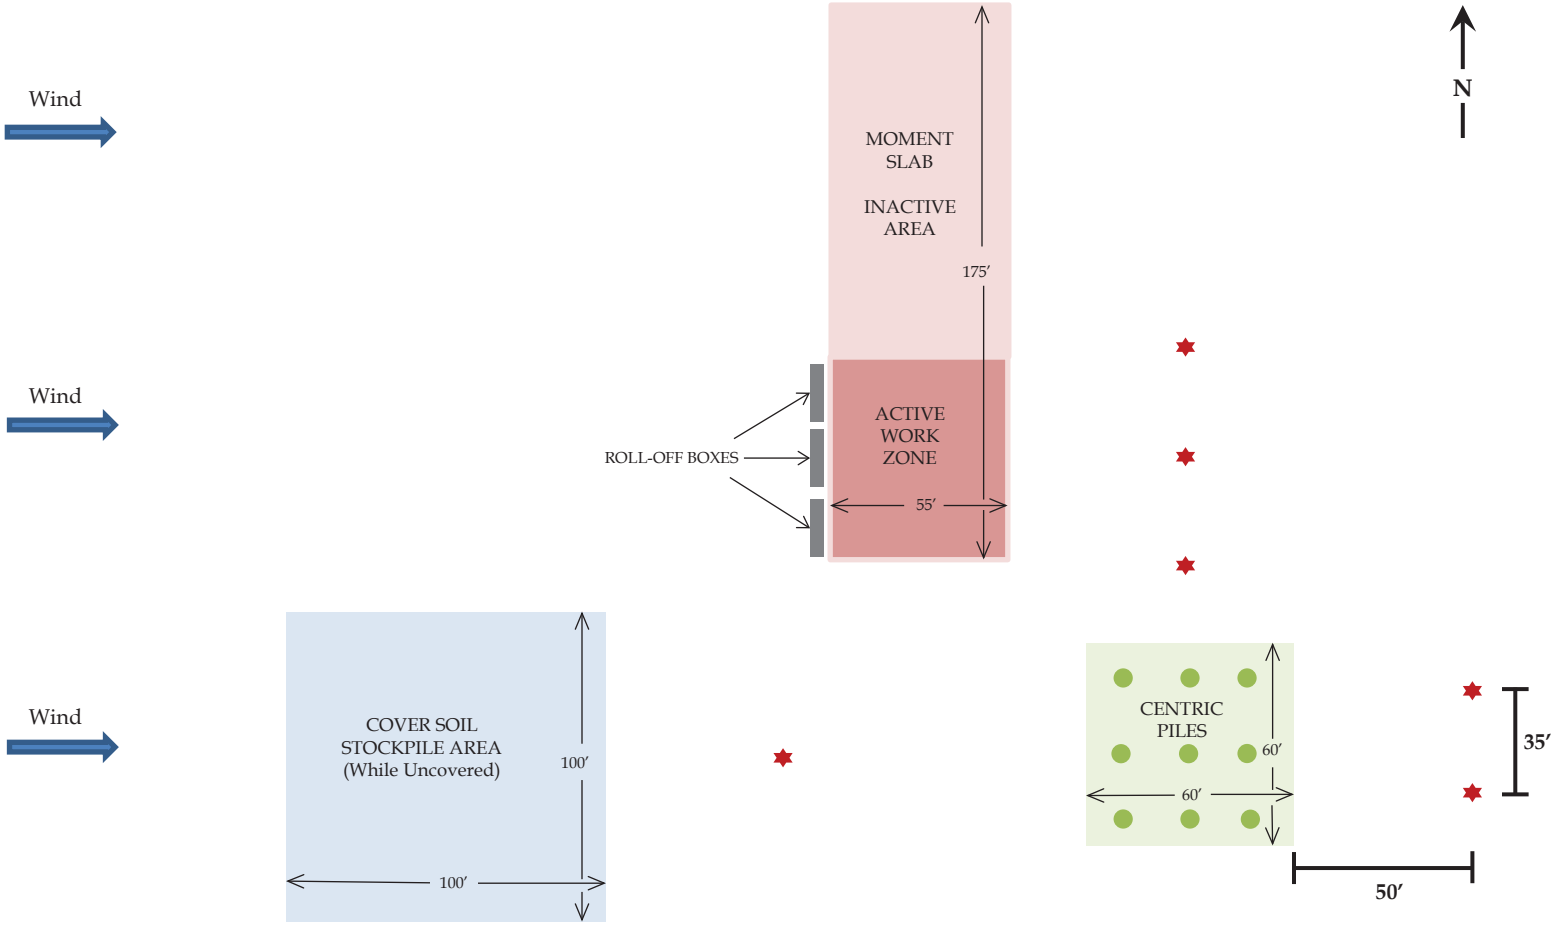 Wind
N
MOMENT
SLAB
INACTIVE
AREA
175′
Wind
ACTIVE
WORK
ZONE
ROLL-OFF BOXES
55′
Wind
COVER SOIL
STOCKPILE AREA
(While Uncovered)
100′
100′
CENTRIC
PILES
60′
60′
35′
50′